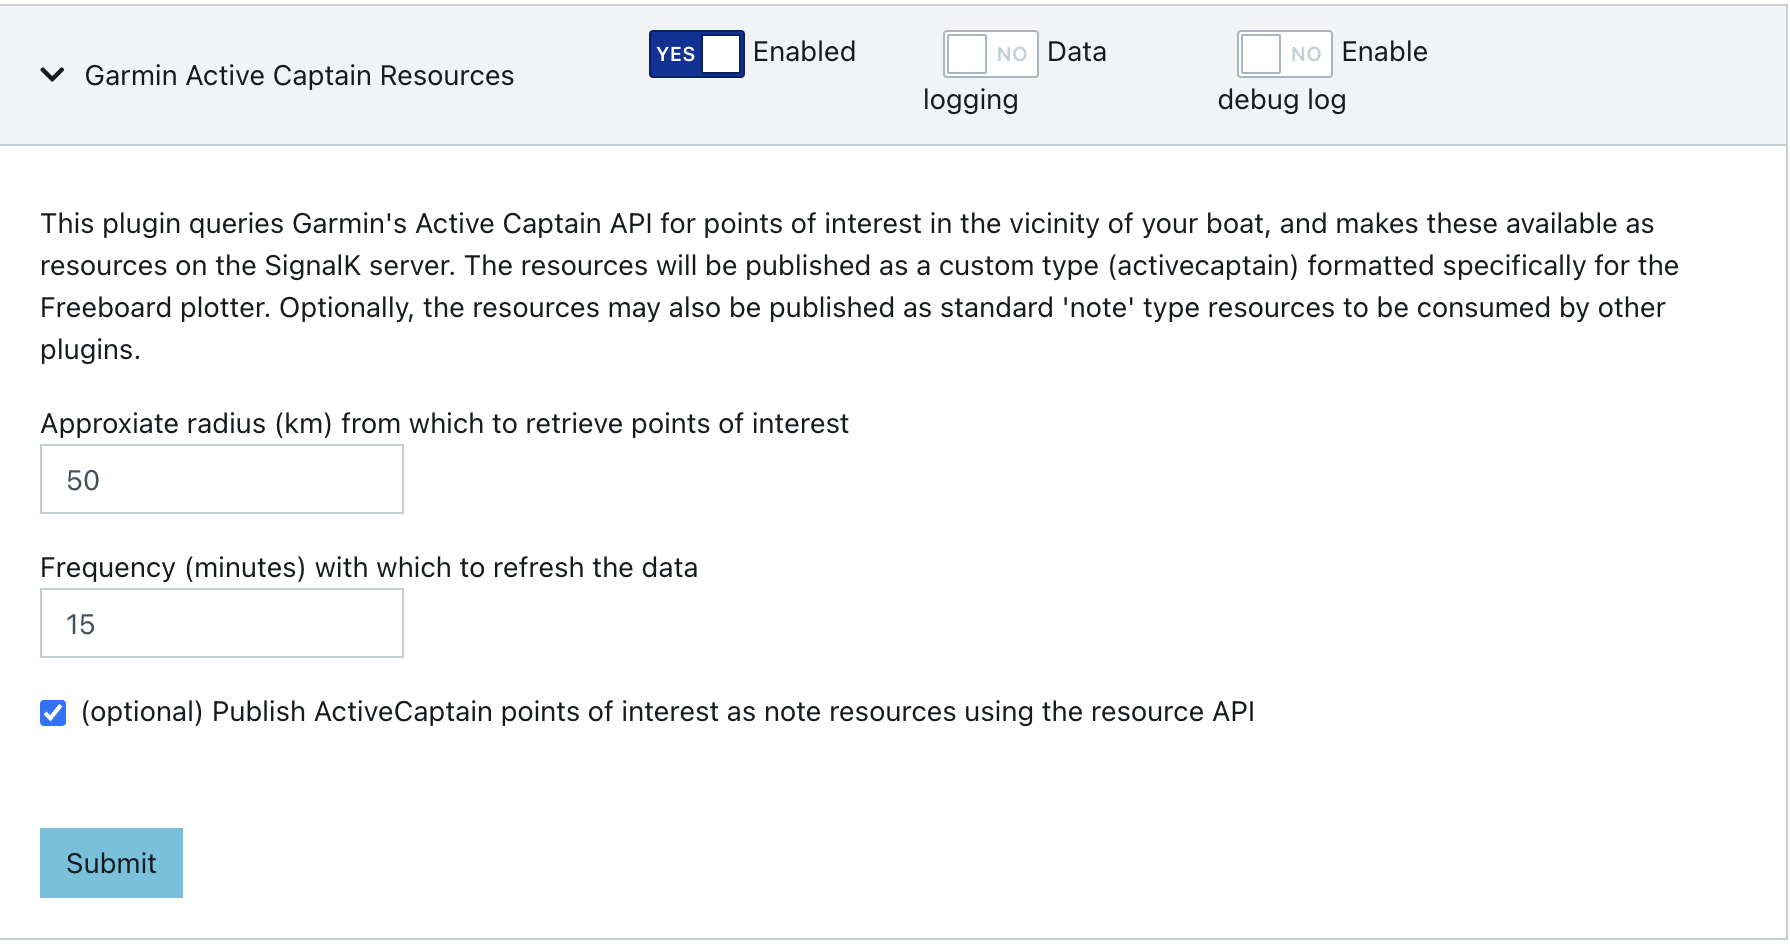 Garmin Active Captain Resources
YES Enabled
NO Data
logging
NO Enable
debug log
This plugin queries Garmin's Active Captain API for points of interest in the vicinity of your boat, and makes these available as
resources on the SignalK server. The resources will be published as a custom type (activecaptain) formatted specifically for the
Freeboard plotter. Optionally, the resources may also be published as standard 'note' type resources to be consumed by other
plugins.
Approxiate radius (km) from which to retrieve points of interest
50
Frequency (minutes) with which to refresh the data
15
(optional) Publish ActiveCaptain points of interest as note resources using the resource API
Submit